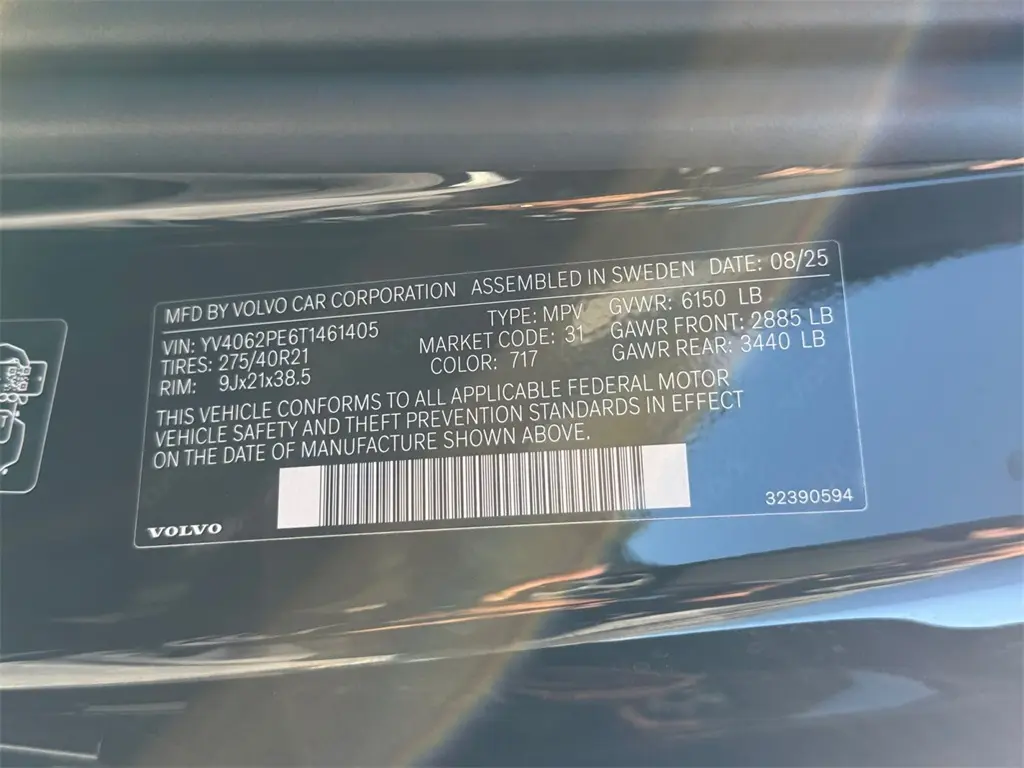 MFD BY VOLVO CAR CORPORATION ASSEMBLED IN SWEDEN DATE: 08/25
VIN: YV4062PE6T1461405 TYPE: MPV GVWR: 6150 LB
TIRES: 275/40R21 MARKET CODE: 31 GAWR FRONT: 2885 LB
RIM: 9Jx21x38.5 COLOR: 717 GAWR REAR: 3440 LB
THIS VEHICLE CONFORMS TO ALL APPLICABLE FEDERAL MOTOR
VEHICLE SAFETY AND THEFT PREVENTION STANDARDS IN EFFECT
ON THE DATE OF MANUFACTURE SHOWN ABOVE.
32390594
VOLVO